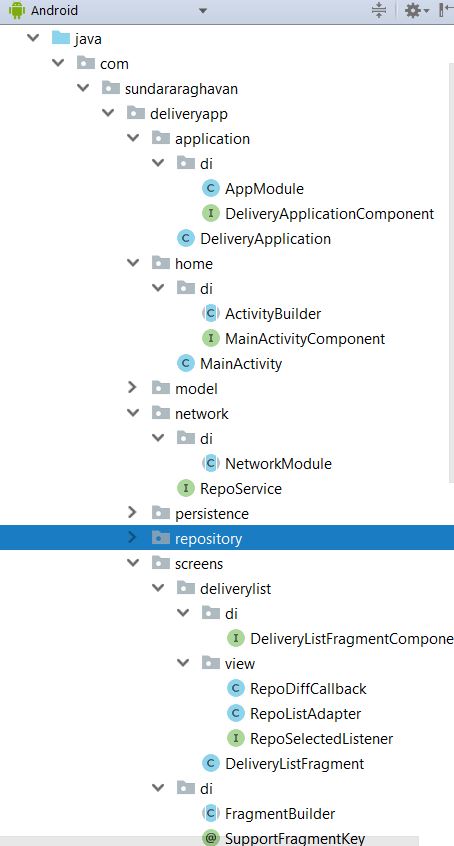 Android
java
com
sundararaghavan
deliveryapp
application
di
C AppModule
I DeliveryApplicationComponent
C DeliveryApplication
home
di
C ActivityBuilder
I MainActivityComponent
C MainActivity
model
network
di
C NetworkModule
I RepoService
persistence
repository
screens
deliverylist
di
I DeliveryListFragmentCompone
view
C RepoDiffCallback
C RepoListAdapter
I RepoSelectedListener
C DeliveryListFragment
di
C FragmentBuilder
@ SupportFragmentKey